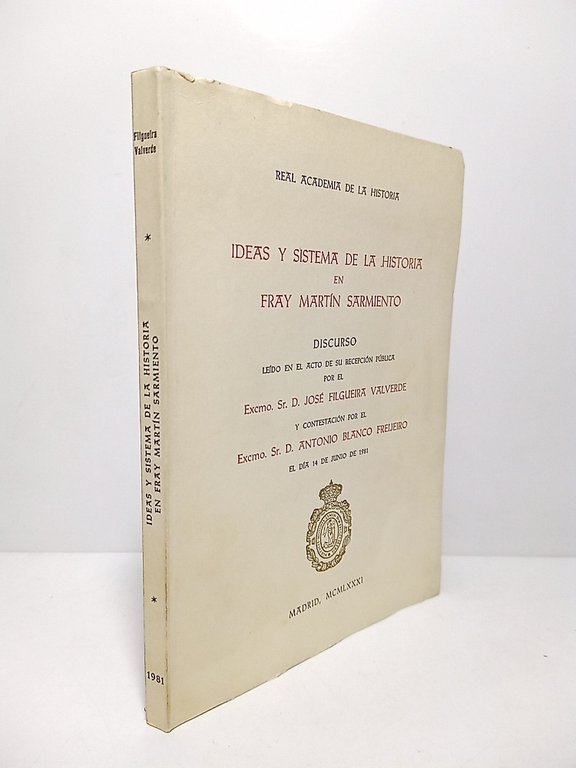 Filgueira
Valverde
*
IDEAS Y SISTEMA DE LA HISTORIA
EN FRAY MARTÍN SARMIENTO
*
1981
REAL ACADEMIA DE LA HISTORIA
IDEAS Y SISTEMA DE LA HISTORIA
EN
FRAY MARTÍN SARMIENTO
DISCURSO
LEÍDO EN EL ACTO DE SU RECEPCIÓN PÚBLICA
POR EL
Excmo. Sr. D. JOSÉ FILGUEIRA VALVERDE
Y CONTESTACIÓN POR EL
Excmo. Sr. D. ANTONIO BLANCO FREIJEIRO
EL DÍA 14 DE JUNIO DE 1981
MADRID, MCMLXXXI